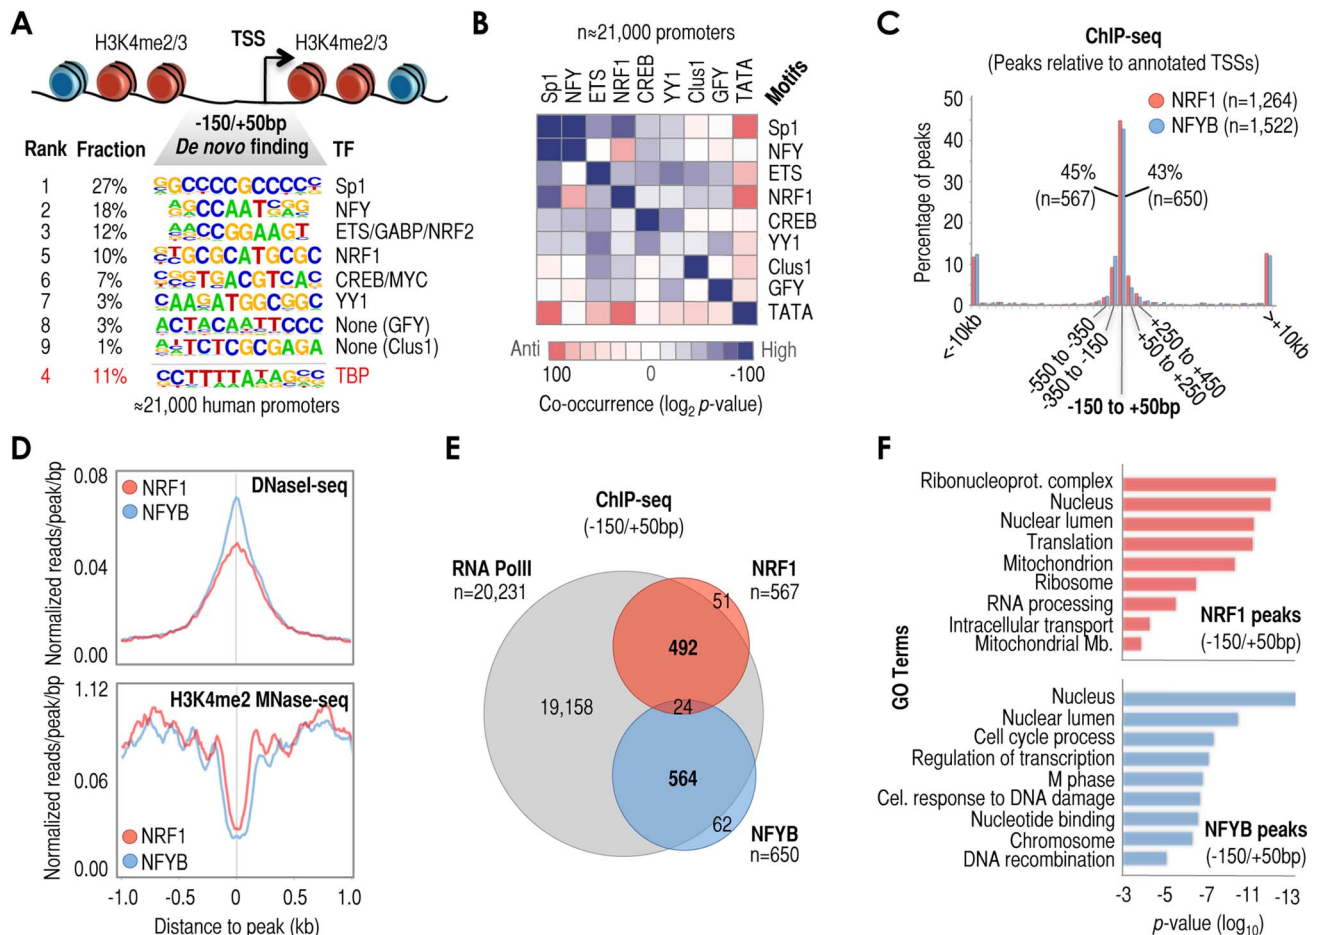 A
H3K4me2/3
TSS
H3K4me2/3
-150/+50bp
De novo finding
Rank Fraction TF
1 27% GGCCCCGCCCCC Sp1
2 18% AGCCAATCGG NFY
3 12% AACCGGAAGT ETS/GABP/NRF2
5 10% CTGCGCATGCGC NRF1
6 7% CGGTGACGTCAC CREB/MYC
7 3% CAAGATGGCGGC YY1
8 3% ACTACAATTCCC None (GFY)
9 1% ATCTCGCGAGA None (Clus1)
4 11% CCTTTTATAGCC TBP
≈21,000 human promoters
B
n≈21,000 promoters
Sp1 NFY ETS NRF1 CREB YY1 Clus1 GFY TATA Motifs
Sp1
NFY
ETS
NRF1
CREB
YY1
Clus1
GFY
TATA
Anti High
100 0 -100
Co-occurrence (log2 p-value)
C
ChIP-seq
(Peaks relative to annotated TSSs)
NRF1 (n=1,264)
NFYB (n=1,522)
Percentage of peaks
50
40
30
20
10
0
45%
(n=567)
43%
(n=650)
<-10kb
-550 to -350
-350 to -150
-150 to +50bp
+50 to +250
+250 to +450
>+10kb
D
Normalized reads/peak/bp
0.08
0.04
0.00
NRF1
NFYB
DNaseI-seq
Normalized reads/peak/bp
1.12
0.06
0.00
H3K4me2 MNase-seq
NRF1
NFYB
-1.0 -0.5 0 0.5 1.0
Distance to peak (kb)
E
ChIP-seq
(-150/+50bp)
RNA PolII
n=20,231
NRF1
n=567
51
492
19,158
24
564
62
NFYB
n=650
F
GO Terms
Ribonucleoprot. complex
Nucleus
Nuclear lumen
Translation
Mitochondrion
Ribosome
RNA processing
Intracellular transport
Mitochondrial Mb.
NRF1 peaks
(-150/+50bp)
Nucleus
Nuclear lumen
Cell cycle process
Regulation of transcription
M phase
Cel. response to DNA damage
Nucleotide binding
Chromosome
DNA recombination
NFYB peaks
(-150/+50bp)
-3 -5 -7 -11 -13
p-value (log10)